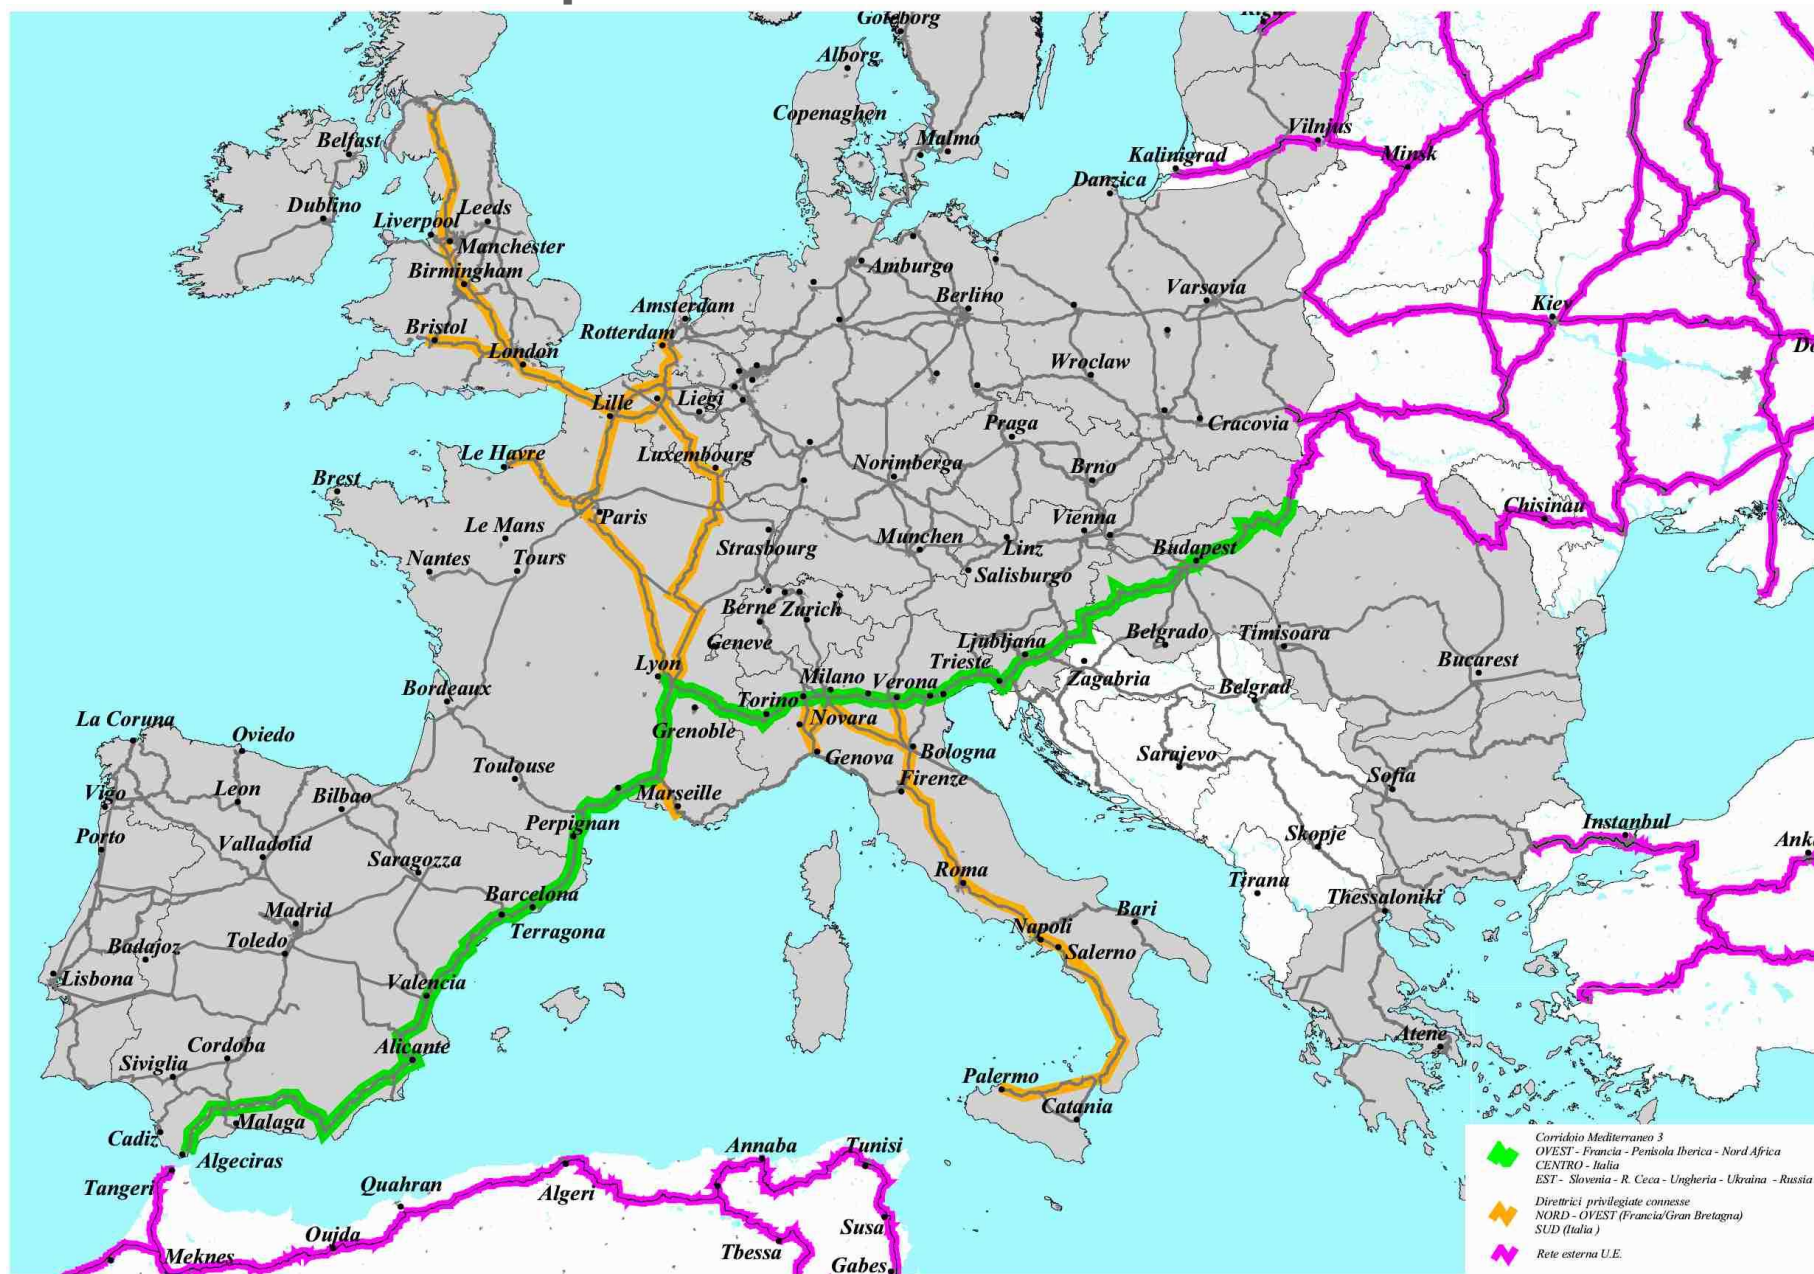 Goteborg
Riga
Alborg
Copenaghen
Malmo
Vilnjus
Belfast
Kalinigrad
Minsk
Danzica
Dublino
Leeds
Liverpool
Manchester
Amburgo
Birmingham
Berlino
Varsavia
Amsterdam
Kiev
Bristol
Rotterdam
London
Wroclaw
Lille
Liegi
Praga
Cracovia
Le Havre
Luxembourg
Norimberga
Brno
Brest
Chisinau
Paris
Le Mans
Vienna
Strasbourg
Munchen
Linz
Budapest
Nantes
Tours
Salisburgo
Berne
Zurich
Geneve
Ljubljana
Belgrado
Timisoara
Lyon
Trieste
Bucarest
Milano
Verona
Zagabria
Belgrad
Bordeaux
Torino
La Coruna
Novara
Grenoble
Oviedo
Bologna
Sarajevo
Genova
Toulouse
Firenze
Sofia
Vigo
Leon
Bilbao
Marseille
Perpignan
Instanbul
Porto
Valladolid
Saragozza
Skopje
Roma
Tirana
Barcelona
Thessaloniki
Madrid
Terragona
Bari
Badajoz
Toledo
Napoli
Salerno
Lisbona
Valencia
Atene
Cordoba
Alicante
Siviglia
Palermo
Catania
Malaga
Cadiz
Algeciras
Annaba
Tunisi
Tangeri
Quahran
Algeri
Susa
Oujda
Meknes
Tbessa
Gabes
Corridoio Mediterraneo 3
OVEST - Francia - Penisola Iberica - Nord Africa
CENTRO - Italia
EST - Slovenia - R. Ceca - Ungheria - Ukraina - Russia
Direttrici privilegiate connesse
NORD - OVEST (Francia/Gran Bretagna)
SUD (Italia )
Rete esterna U.E.